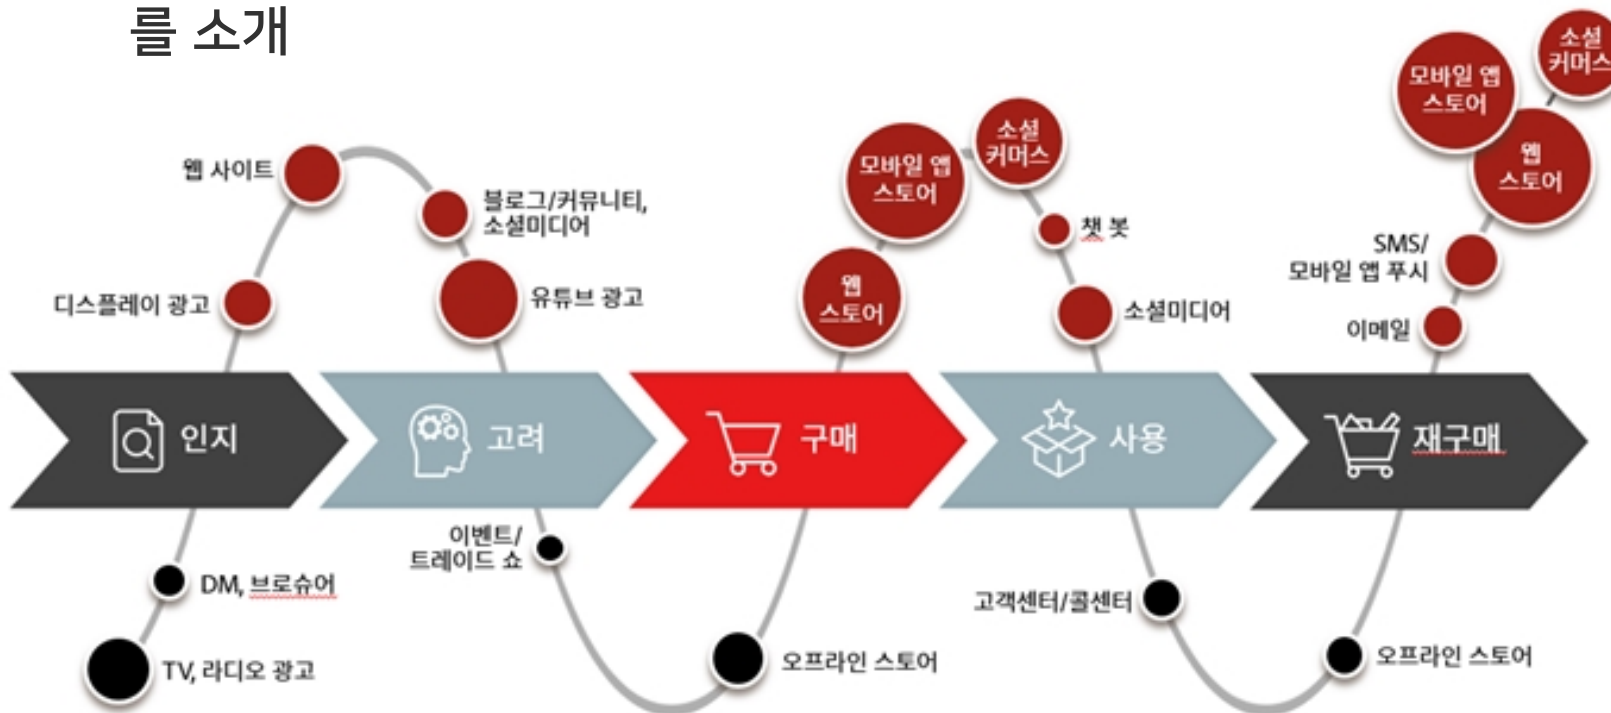 를 소개
웹 사이트
디스플레이 광고
블로그/커뮤니티,
소셜미디어
유튜브 광고
모바일 앱
스토어
소셜
커머스
웹
스토어
챗 봇
소셜미디어
모바일 앱
스토어
소셜
커머스
웹
스토어
SMS/
모바일 앱 푸시
이메일
인지
고려
구매
사용
재구매
DM, 브로슈어
TV, 라디오 광고
이벤트/
트레이드 쇼
오프라인 스토어
고객센터/콜센터
오프라인 스토어